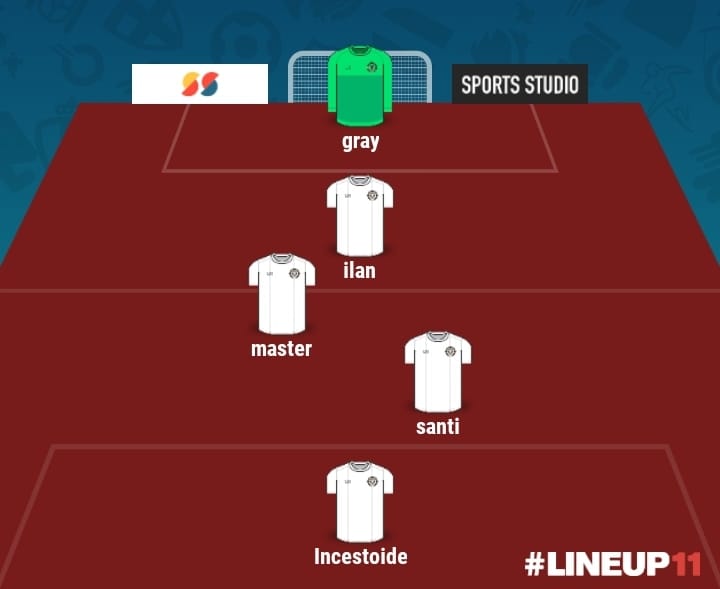 SPORTS STUDIO
gray
ilan
master
santi
Incestoide
#LINEUP11